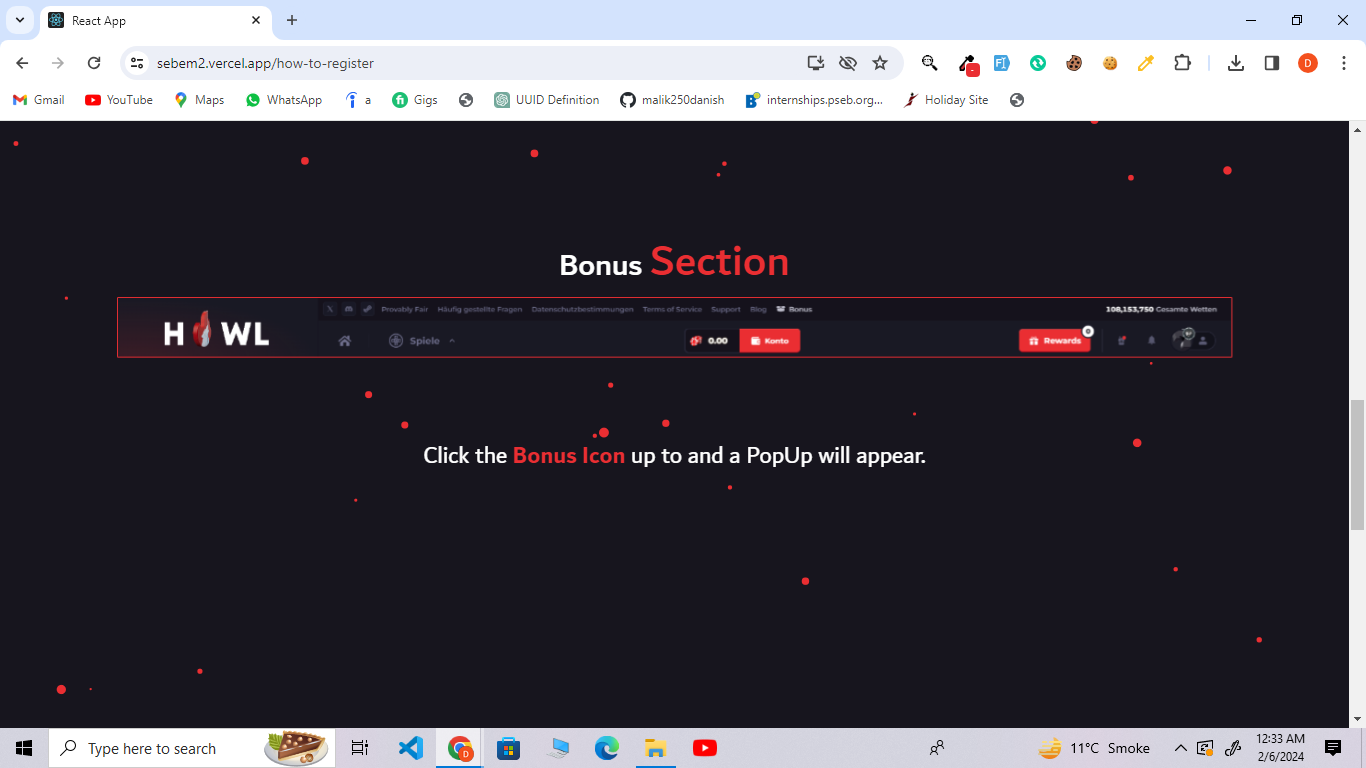 React App
sebem2.vercel.app/how-to-register
Gmail YouTube Maps WhatsApp a Gigs UUID Definition malik250danish internships.pseb.org... Holiday Site
Bonus Section
Provably Fair Häufig gestellte Fragen Datenschutzbestimmungen Terms of Service Support Blog Bonus 108,153,750 Gesamte Wetten
HOWL Spiele 0.00 Konto Rewards 0
Click the Bonus Icon up to and a PopUp will appear.
Type here to search 11°C Smoke 12:33 AM
2/6/2024